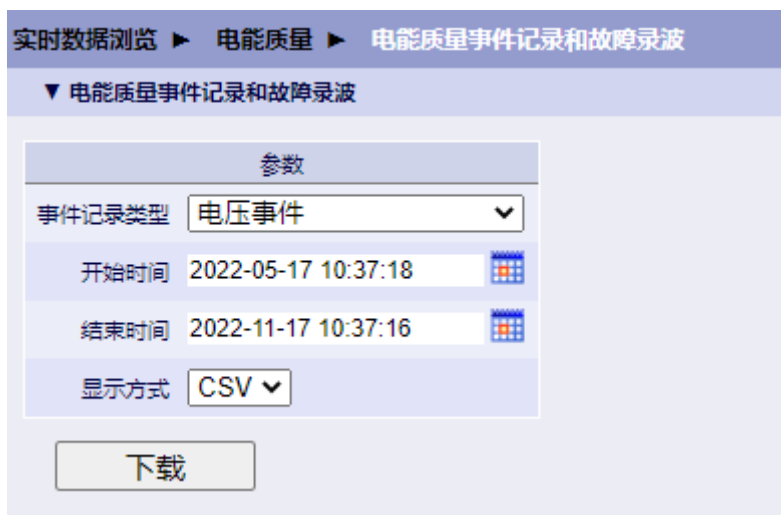 实时数据浏览 ► 电能质量 ► 电能质量事件记录和故障录波
▼ 电能质量事件记录和故障录波
参数
事件记录类型 电压事件
开始时间 2022-05-17 10:37:18
结束时间 2022-11-17 10:37:16
显示方式 CSV
下载